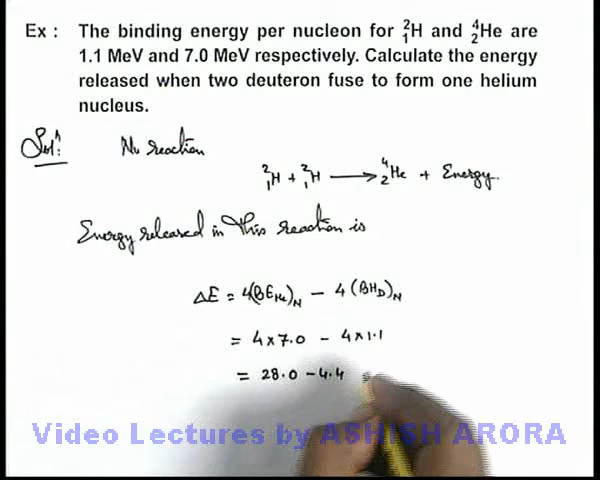 Ex : The binding energy per nucleon for ²₁H and ⁴₂He are
1.1 MeV and 7.0 MeV respectively. Calculate the energy
released when two deuteron fuse to form one helium
nucleus.
Solⁿ: Nu reaction
²₁H + ²₁H ⟶ ⁴₂He + Energy.
Energy released in this reaction is
ΔE = 4(BE_He)_N − 4(BH_D)_N
= 4×7.0 − 4×1.1
= 28.0 − 4.4
Video Lectures by ASHISH ARORA